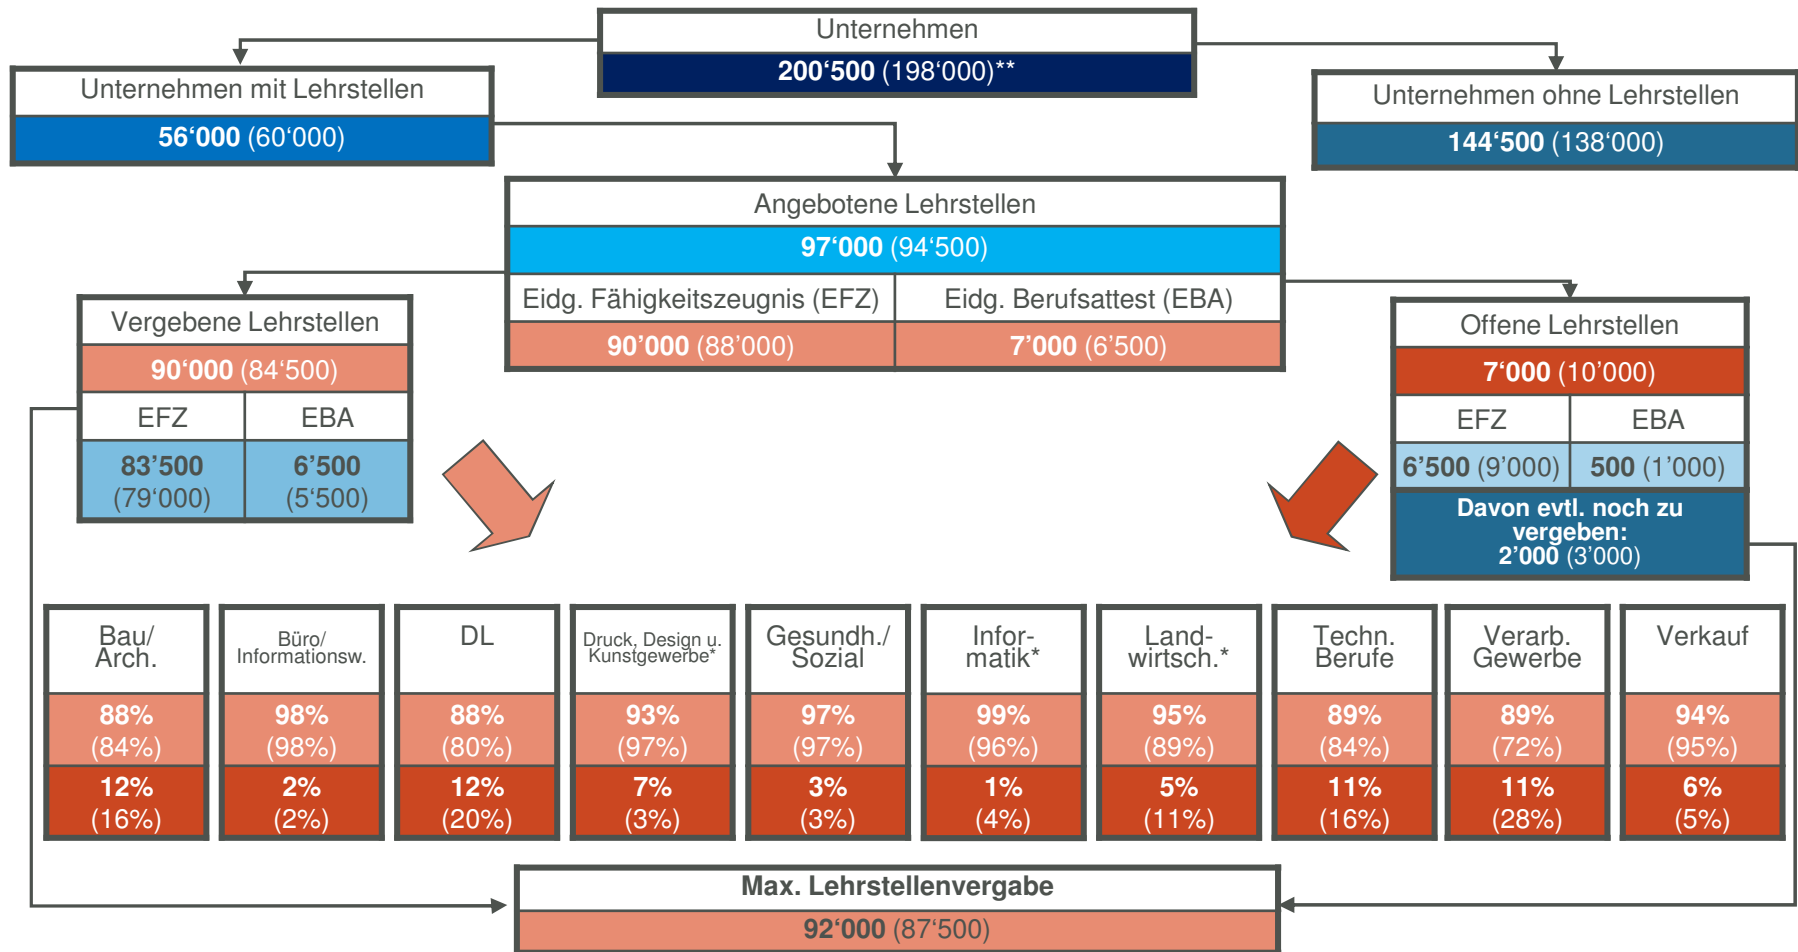 Unternehmen
200‘500 (198‘000)**
Unternehmen mit Lehrstellen
56‘000 (60‘000)
Unternehmen ohne Lehrstellen
144‘500 (138‘000)
Angebotene Lehrstellen
97‘000 (94‘500)
Eidg. Fähigkeitszeugnis (EFZ)
Eidg. Berufsattest (EBA)
90’000 (88’000)
7’000 (6’500)
Vergebene Lehrstellen
90‘000 (84‘500)
EFZ
EBA
83’500
(79‘000)
6’500
(5‘500)
Offene Lehrstellen
7‘000 (10’000)
EFZ
EBA
6’500 (9’000)
500 (1’000)
Davon evtl. noch zu
vergeben:
2’000 (3’000)
Bau/
Arch.
88%
(84%)
12%
(16%)
Büro/
Informationsw.
98%
(98%)
2%
(2%)
DL
88%
(80%)
12%
(20%)
Druck, Design u.
Kunstgewerbe*
93%
(97%)
7%
(3%)
Gesundh./
Sozial
97%
(97%)
3%
(3%)
Infor-
matik*
99%
(96%)
1%
(4%)
Land-
wirtsch.*
95%
(89%)
5%
(11%)
Techn.
Berufe
89%
(84%)
11%
(16%)
Verarb.
Gewerbe
89%
(72%)
11%
(28%)
Verkauf
94%
(95%)
6%
(5%)
Max. Lehrstellenvergabe
92‘000 (87‘500)